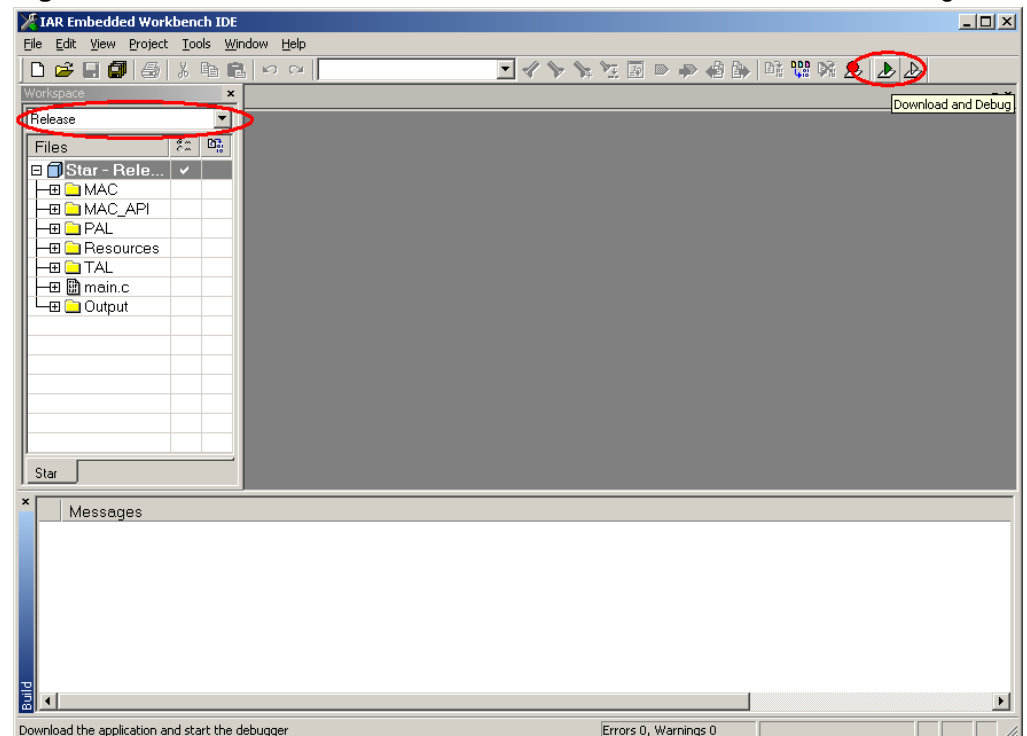 IAR Embedded Workbench IDE
File Edit View Project Tools Window Help
Workspace
Download and Debug
Release
Files
Star - Rele...
MAC
MAC_API
PAL
Resources
TAL
main.c
Output
Star
Messages
Build
Download the application and start the debugger
Errors 0, Warnings 0